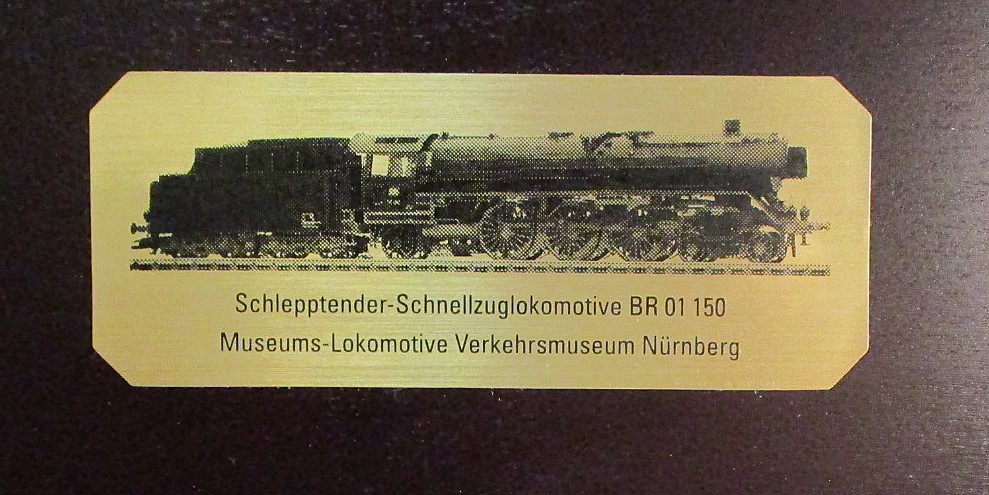 Schlepptender-Schnellzuglokomotive BR 01 150
Museums-Lokomotive Verkehrsmuseum Nürnberg